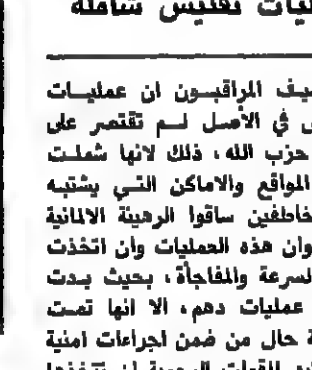 ليات تفتيش شاملة
يف المراقبون ان عمليات
في الأصل لم تقتصر على
حزب الله، ذلك لانها شملت
المواقع والاماكن التي يشتبه
خاطفين ساقوا الرهينة الالمانية
وان هذه العمليات وان اتخذت
لسرعة والمفاجأة، بحيث بدت
عمليات دهم، الا انها تمت
ة حال من ضمن اجراءات امنية